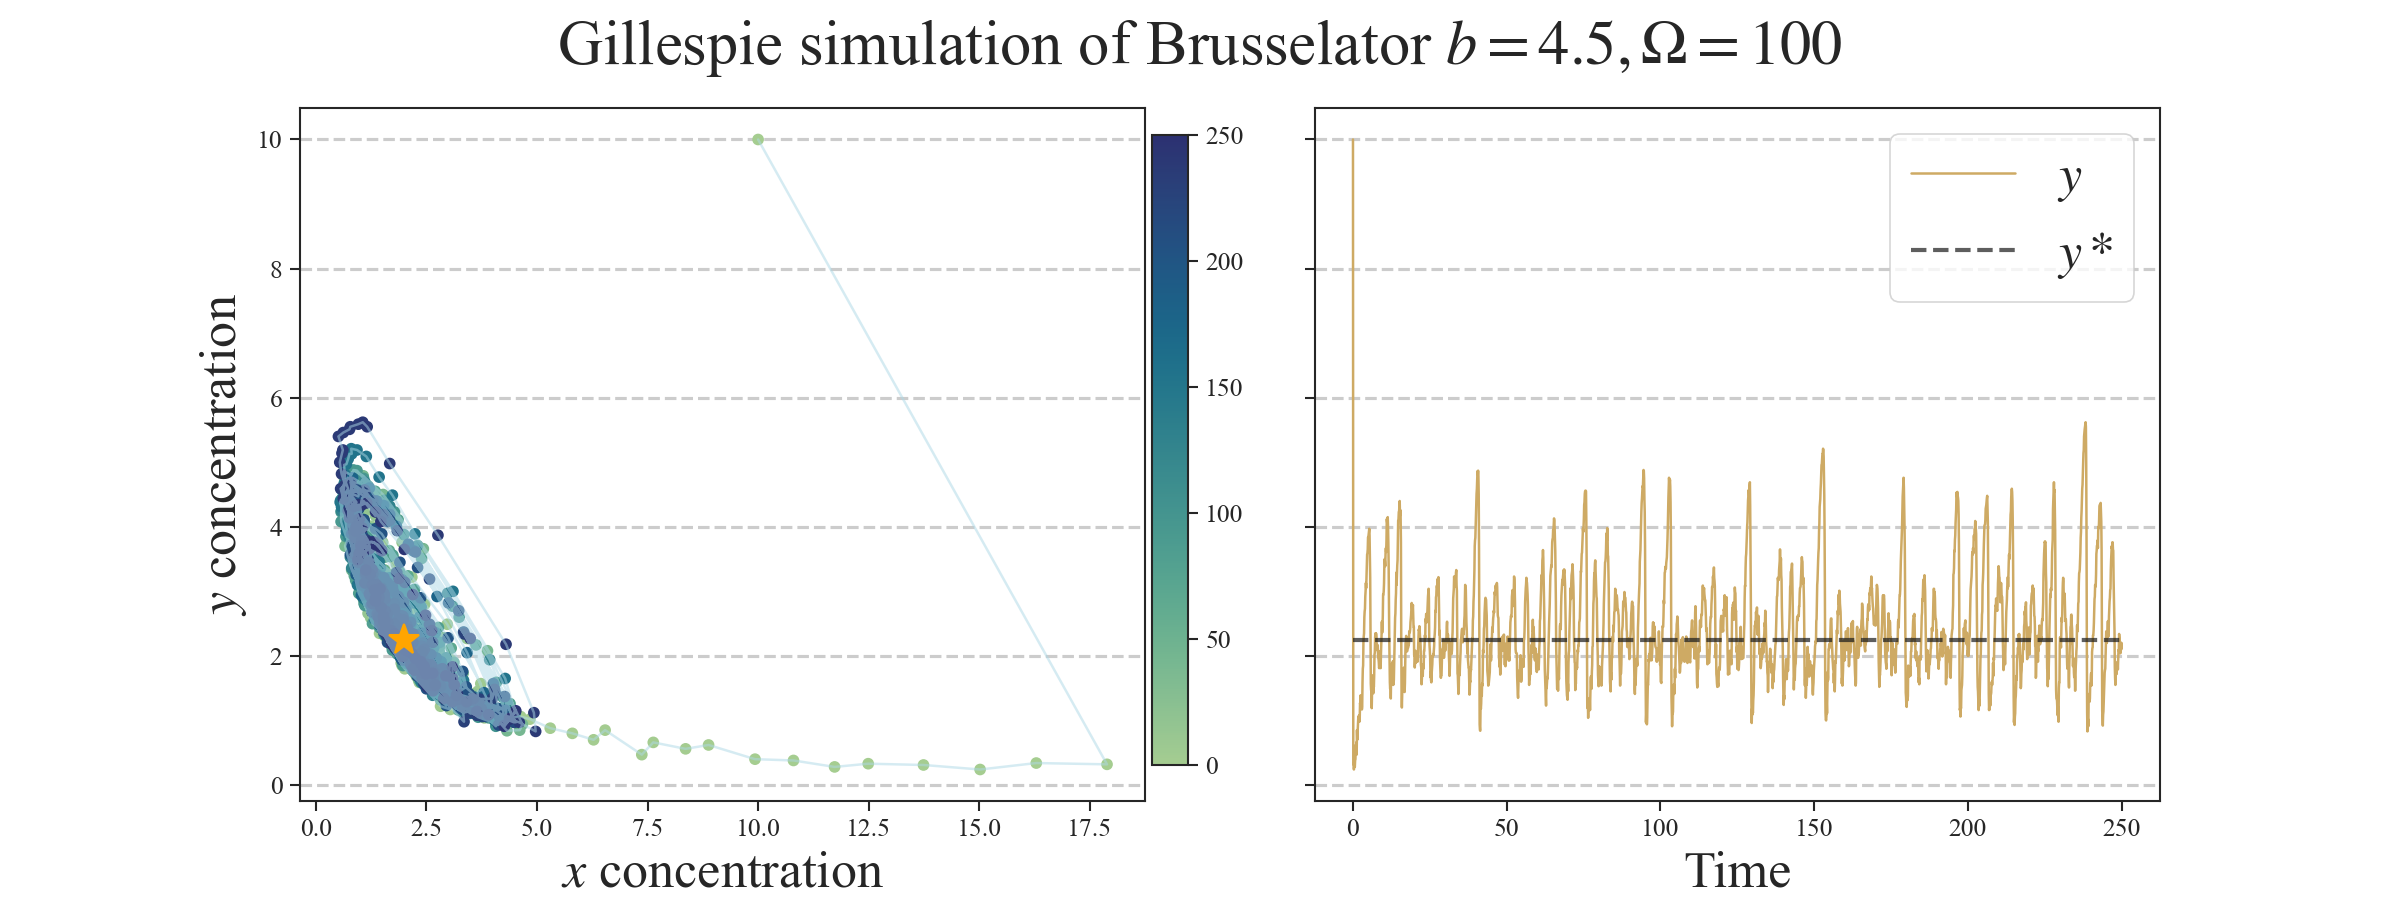 Gillespie simulation of Brusselator b = 4.5, Ω = 100
10
8
6
4
2
0
y concentration
0.0 2.5 5.0 7.5 10.0 12.5 15.0 17.5
x concentration
250
200
150
100
50
0
y
y*
0 50 100 150 200 250
Time